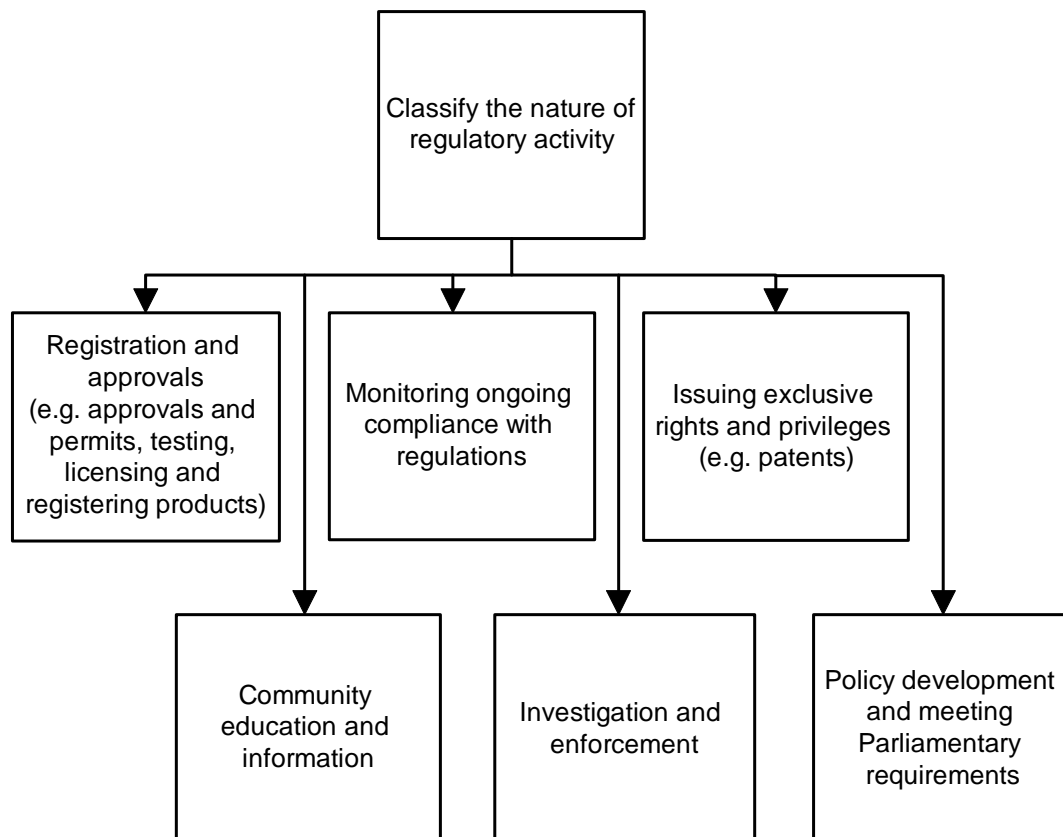 Classify the nature of
regulatory activity
Registration and
approvals
(e.g. approvals and
permits, testing,
licensing and
registering products)
Monitoring ongoing
compliance with
regulations
Issuing exclusive
rights and privileges
(e.g. patents)
Community
education and
information
Investigation and
enforcement
Policy development
and meeting
Parliamentary
requirements